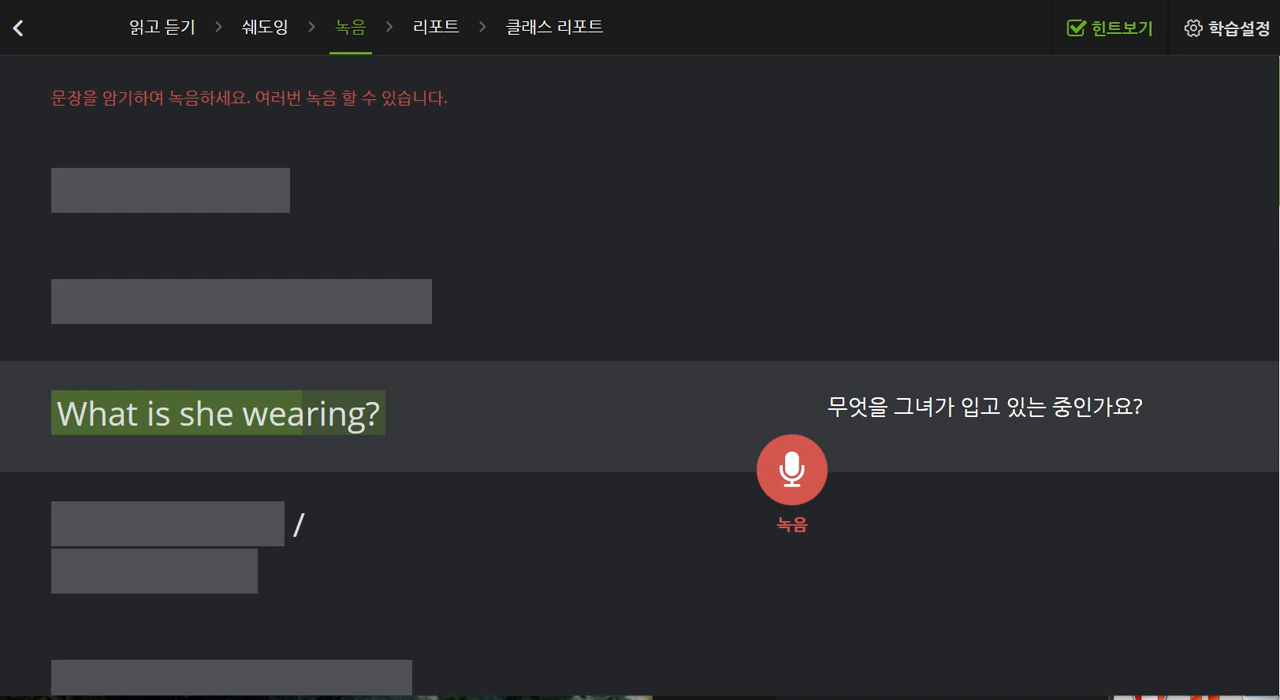 읽고 듣기 > 쉐도잉 > 녹음 > 리포트 > 클래스 리포트
힌트보기
학습설정
문장을 암기하여 녹음하세요. 여러번 녹음 할 수 있습니다.
What is she wearing?
무엇을 그녀가 입고 있는 중인가요?
/
녹음